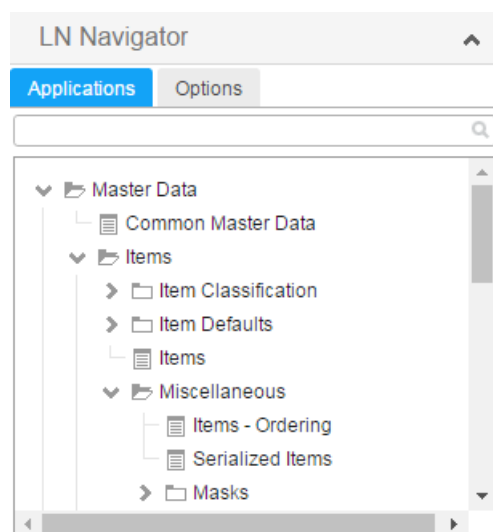 LN Navigator
Applications Options
Master Data
Common Master Data
Items
Item Classification
Item Defaults
Items
Miscellaneous
Items - Ordering
Serialized Items
Masks